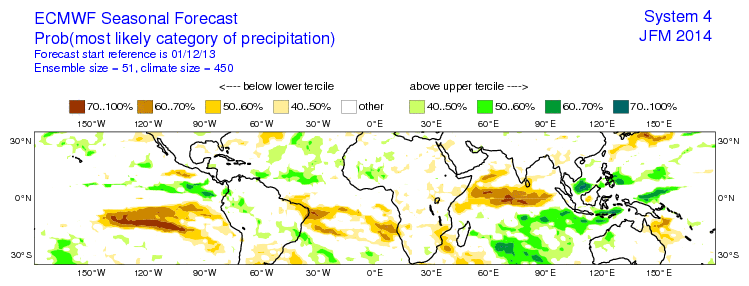 ECMWF Seasonal Forecast
System 4
Prob(most likely category of precipitation)
JFM 2014
Forecast start reference is 01/12/13
Ensemble size = 51, climate size = 450
<---- below lower tercile
above upper tercile ---->
70..100% 60..70% 50..60% 40..50% other 40..50% 50..60% 60..70% 70..100%
150°W 120°W 90°W 60°W 30°W 0°E 30°E 60°E 90°E 120°E 150°E
30°N 30°N
0°N 0°N
30°S 30°S
150°W 120°W 90°W 60°W 30°W 0°E 30°E 60°E 90°E 120°E 150°E